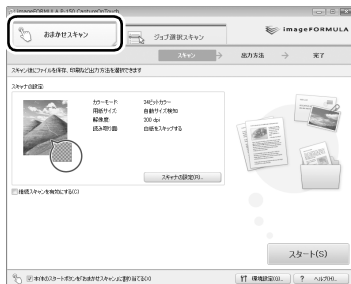 imageFORMULA P-150 CaptureOnTouch
おまかせスキャン
ジョブ選択スキャン
imageFORMULA
スキャン → 出力方法 → 完了
スキャン後にファイルを保存、印刷など出力方法を選択できます
スキャナの設定
カラーモード 24ビットカラー
用紙サイズ 自動サイズ検知
解像度 200 dpi
読み取り面 白紙をスキップする
スキャナの設定(R)...
継続スキャンを有効にする(C)
スタート(S)
本体のスタートボタンを「おまかせスキャン」に割り当てる(X)
環境設定(U)...
? ヘルプ(H)...